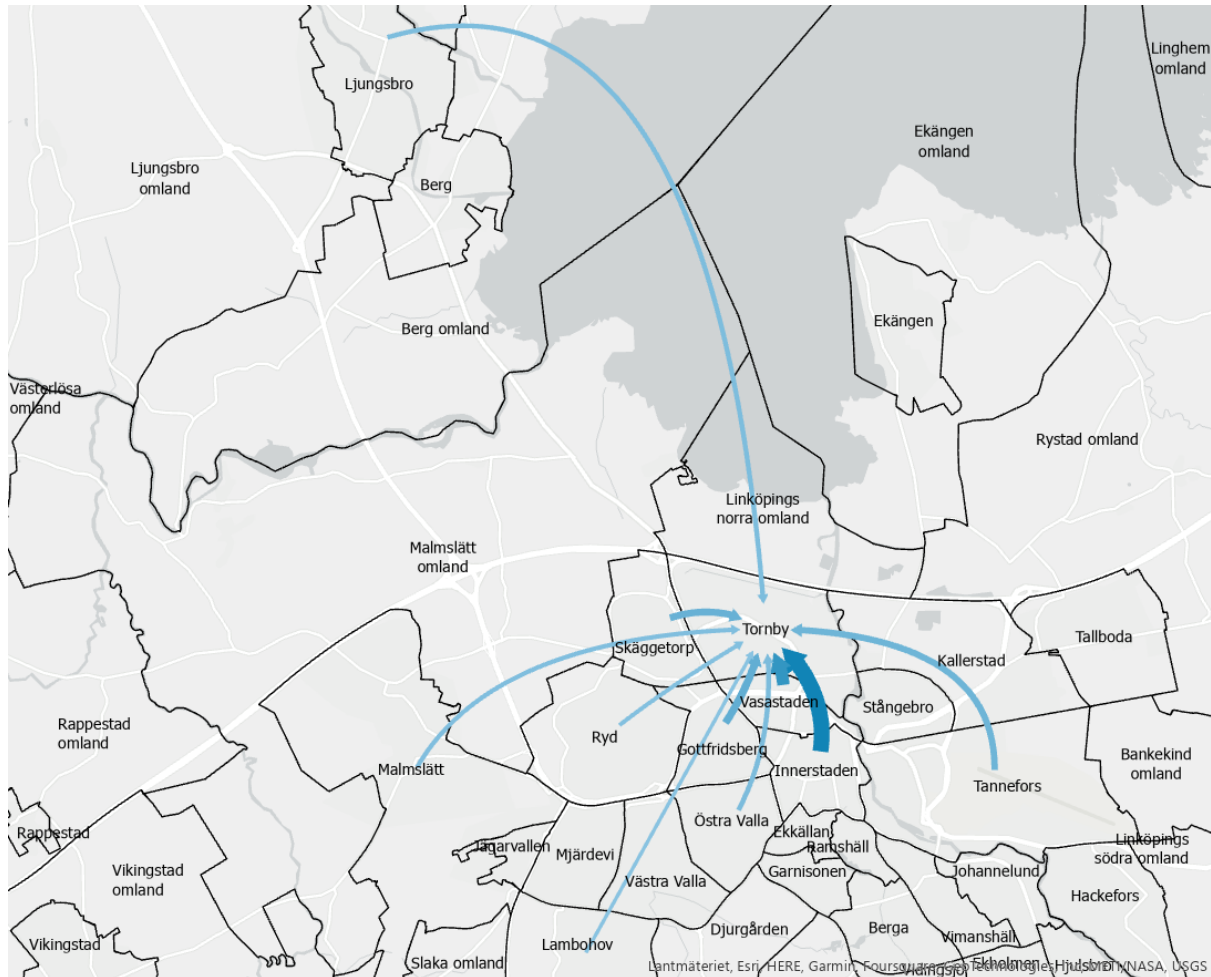 Linghem
omland
Ljungsbro
Ekängen
omland
Ljungsbro
omland
Berg
Ekängen
Berg omland
Västerlösa
omland
Rystad omland
Linköpings
norra omland
Malmslätt
omland
Tornby
Tallboda
Skäggetorp
Kallerstad
Vasastaden
Stångebro
Rappestad
omland
Ryd
Gottfridsberg
Bankekind
omland
Malmslätt
Innerstaden
Tannefors
Östra Valla
Rappestad
Ekkällan
Ramshäll
Linköpings
södra omland
Jägarvallen
Mjärdevi
Garnisonen
Johannelund
Vikingstad
omland
Västra Valla
Hackefors
Djurgården
Berga
Vimanshäll
Vikingstad
Lambohov
Slaka omland
Ekholmen
Hjulsbro
Lantmäteriet, Esri, HERE, Garmin, Foursquare, USGS